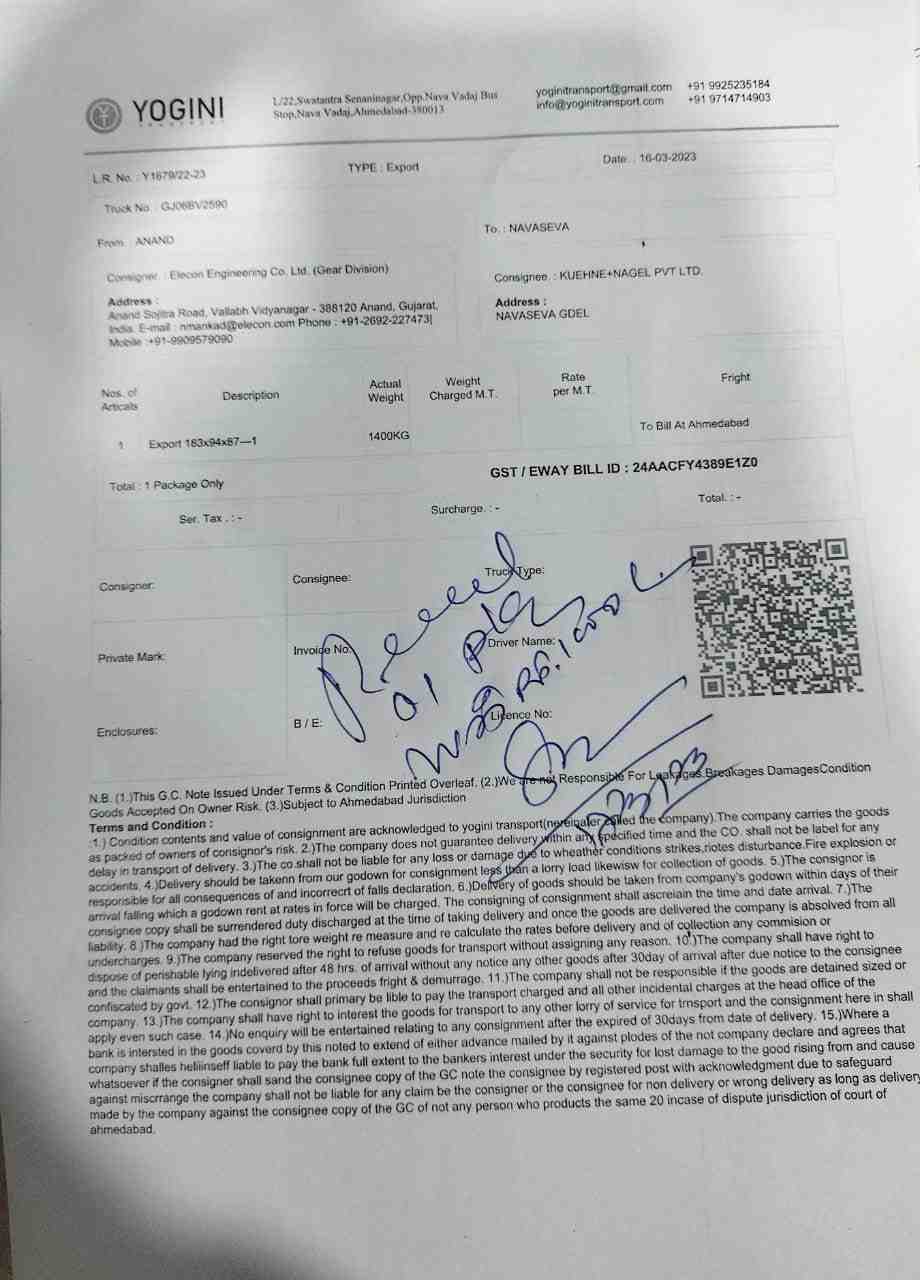 YOGINI
1/22,Swatantra Senaninagar,Opp.Nava Vadaj Bus
Stop,Nava Vadaj,Ahmedabad-380013
yoginitransport@gmail.com +91 9925235184
info@yoginitransport.com +91 9714714903
L.R. No. : Y1679/22-23 TYPE : Export Date. : 16-03-2023
Truck No. : GJ06BV2590
From : ANAND To. : NAVASEVA
Consigner. : Elecon Engineering Co. Ltd. (Gear Division) Consignee. : KUEHNE+NAGEL PVT LTD.
Address :
Anand Sojitra Road, Vallabh Vidyanagar - 388120 Anand, Gujarat,
India. E-mail : nmankad@elecon.com Phone : +91-2692-227473|
Mobile :+91-9909579090
Address :
NAVASEVA GDEL
Nos. of Articals Description Actual Weight Weight Charged M.T. Rate per M.T. Fright
1 Export 183x94x87—1 1400KG To Bill At Ahmedabad
Total : 1 Package Only GST / EWAY BILL ID : 24AACFY4389E1Z0
Ser. Tax . : - Surcharge. : - Total. : -
Consigner: Consignee: Truck Type:
Private Mark: Invoice No: Driver Name:
Enclosures: B / E: Licence No:
01
N.B. (1.)This G.C. Note Issued Under Terms & Condition Printed Overleaf. (2.)We are not Responsible For Leakages.Breakages DamagesCondition
Goods Accepted On Owner Risk. (3.)Subject to Ahmedabad Jurisdiction
Terms and Condition :
1.) Condition contents and value of consignment are acknowledged to yogini transport(nereinafer called the company).The company carries the goods
as packed of owners of consignor's risk. 2.)The company does not guarantee delivery within any specified time and the CO. shall not be label for any
delay in transport of delivery. 3.)The co.shall not be liable for any loss or damage due to wheather conditions strikes,riotes disturbance.Fire explosion or
accidents. 4.)Delivery should be takenn from our godown for consignment less than a lorry load likewisw for collection of goods. 5.)The consignor is
responsible for all consequences of and incorrecrt of falls declaration. 6.)Delivery of goods should be taken from company's godown within days of their
arrival falling which a godown rent at rates in force will be charged. The consigning of consignment shall ascreiain the time and date arrival. 7.)The
consignee copy shall be surrendered duty discharged at the time of taking delivery and once the goods are delivered the company is absolved from all
liability. 8.)The company had the right tore weight re measure and re calculate the rates before delivery and of collection any commision or
undercharges. 9.)The company reserved the right to refuse goods for transport without assigning any reason. 10.)The company shall have right to
dispose of perishable lying indelivered after 48 hrs. of arrival without any notice any other goods after 30day of arrival after due notice to the consignee
and the claimants shall be entertained to the proceeds fright & demurrage. 11.)The company shall not be responsible if the goods are detained sized or
confiscated by govt. 12.)The consignor shall primary be lible to pay the transport charged and all other incidental charges at the head office of the
company. 13.)The company shall have right to interest the goods for transport to any other lorry of service for trnsport and the consignment here in shall
apply even such case. 14.)No enquiry will be entertained relating to any consignment after the expired of 30days from date of delivery. 15.)Where a
bank is intersted in the goods coverd by this noted to extend of either advance mailed by it against plodes of the not company declare and agrees that
company shalles heliiinseff liable to pay the bank full extent to the bankers interest under the security for lost damage to the good rising from and cause
whatsoever if the consigner shall sand the consignee copy of the GC note the consignee by registered post with acknowledgment due to safeguard
against miscrrange the company shall not be liable for any claim be the consigner or the consignee for non delivery or wrong delivery as long as delivery
made by the company against the consignee copy of the GC of not any person who products the same 20 incase of dispute jurisdiction of court of
ahmedabad.